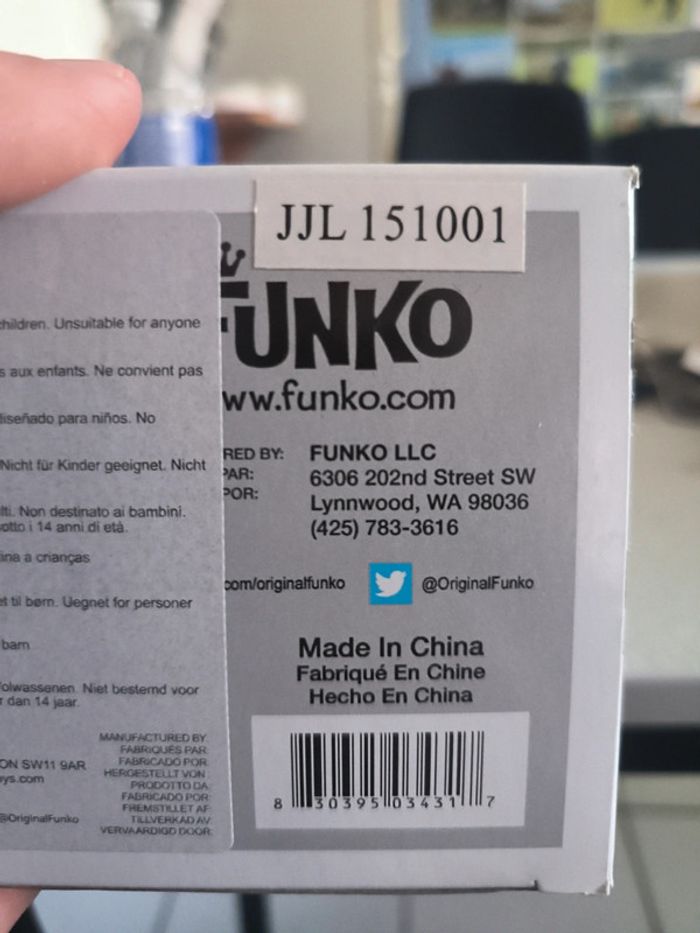 JJL 151001
FUNKO
ww.funko.com
RED BY: FUNKO LLC
PAR: 6306 202nd Street SW
POR: Lynnwood, WA 98036
(425) 783-3616
com/originalfunko @OriginalFunko
Made In China
Fabriqué En Chine
Hecho En China
8 30395 03431 7
children. Unsuitable for anyone
s aux enfants. Ne convient pas
diseñado para niños. No
Nicht für Kinder geeignet. Nicht
lti. Non destinato ai bambini.
otto i 14 anni di età.
ina a crianças
et til børn. Uegnet for personer
barn
olwassenen. Niet bestemd voor
r dan 14 jaar.
MANUFACTURED BY:
FABRIQUÉS PAR:
ON SW11 9AR FABRICADO POR:
ys.com HERGESTELLT VON:
PRODOTTO DA:
FABRICADO POR:
@OriginalFunko FREMSTILLET AF:
TILLVERKAD AV:
VERVAARDIGD DOOR: